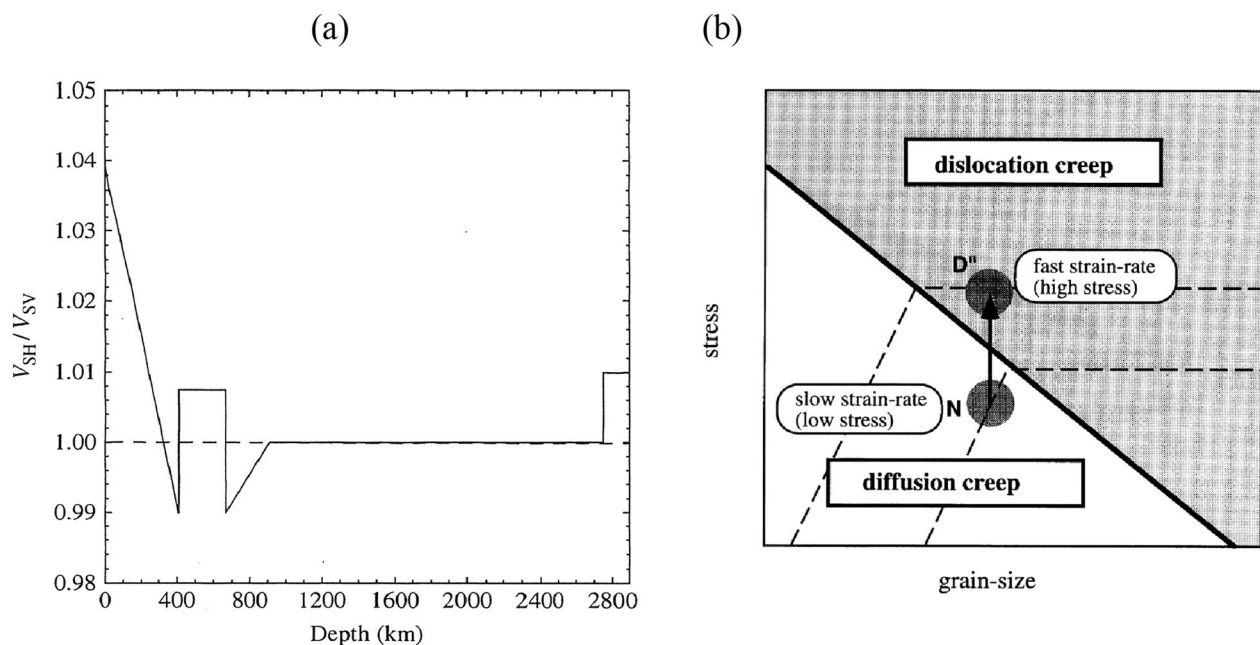 (a)
1.05
1.04
1.03
1.02
1.01
1.00
0.99
0.98
V_SH/V_SV
0
400
800
1200
1600
2000
2400
2800
Depth (km)
(b)
dislocation creep
D"
fast strain-rate
(high stress)
stress
slow strain-rate
(low stress)
N
diffusion creep
grain-size